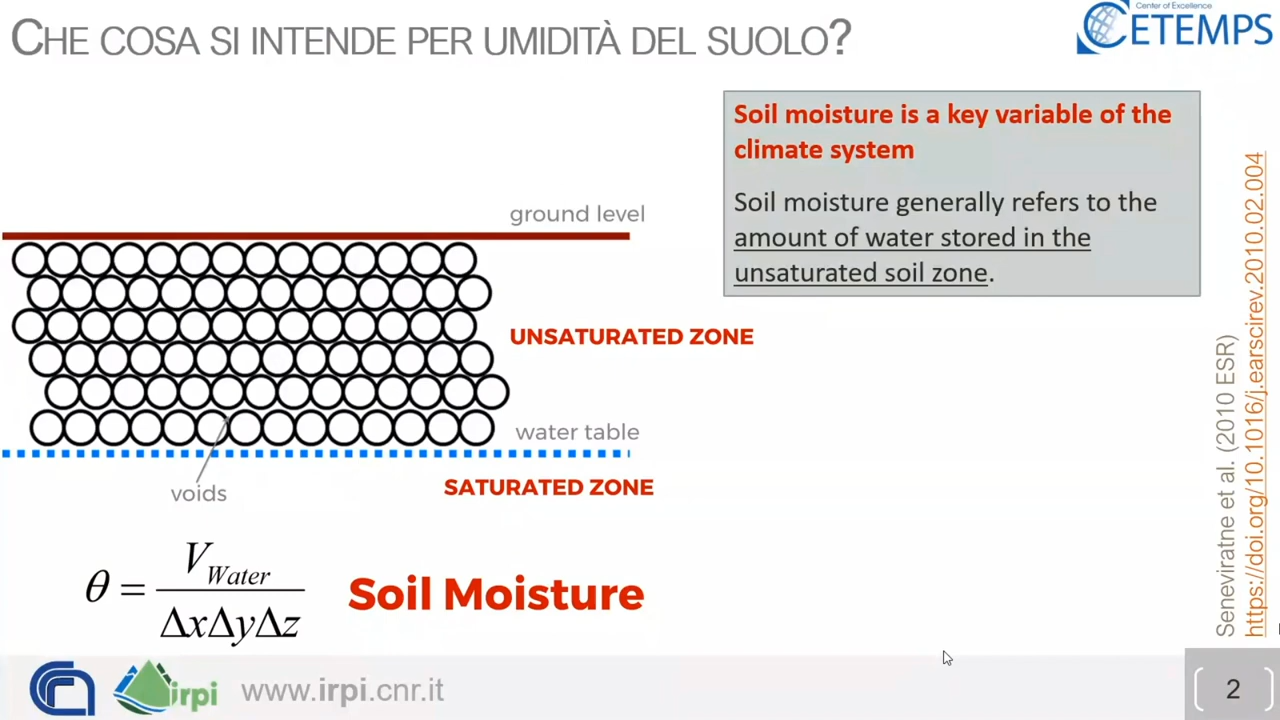 CHE COSA SI INTENDE PER UMIDITÀ DEL SUOLO?
Center of Excellence
CETEMPS
Soil moisture is a key variable of the
climate system
Soil moisture generally refers to the
amount of water stored in the
unsaturated soil zone.
ground level
UNSATURATED ZONE
water table
SATURATED ZONE
voids
θ = V_Water / ΔxΔyΔz
Soil Moisture
Seneviratne et al. (2010 ESR)
https://doi.org/10.1016/j.earscirev.2010.02.004
irpi
www.irpi.cnr.it
2